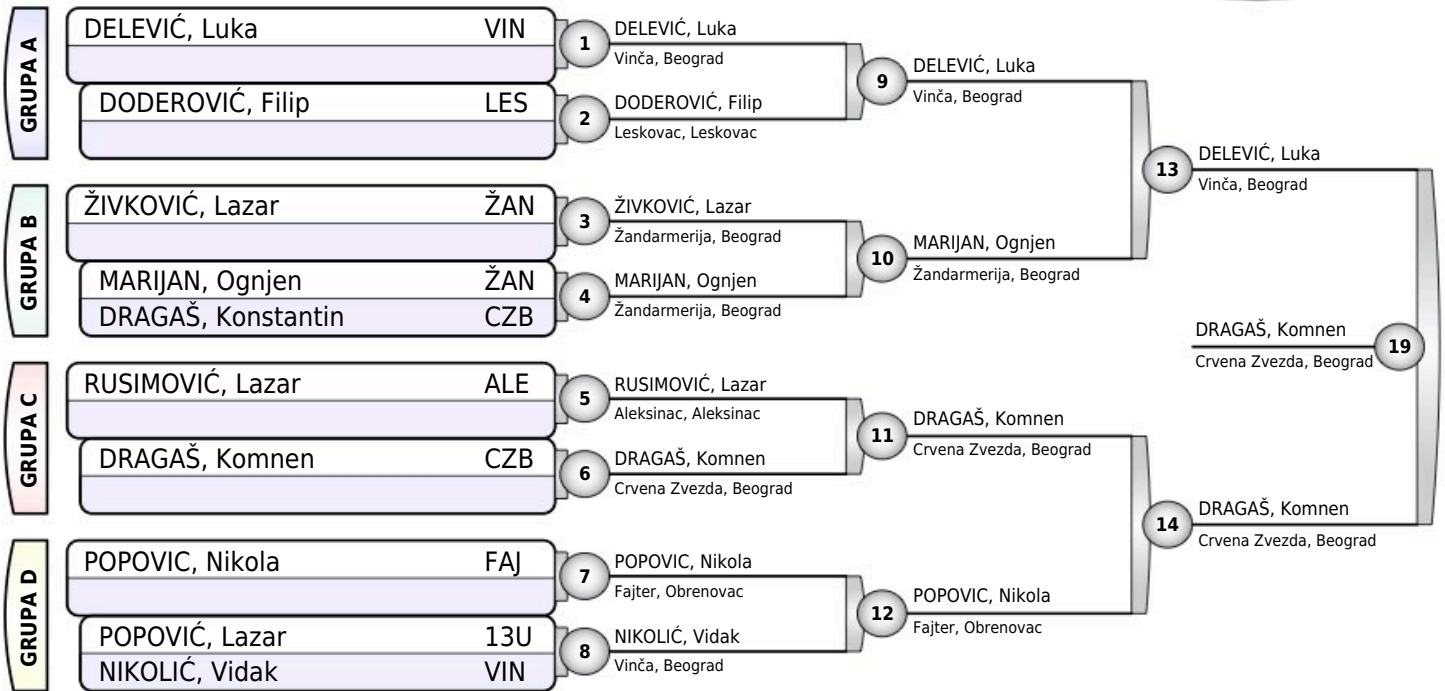 GRUPA A
DELEVIĆ, Luka VIN
DODEROVIĆ, Filip LES
GRUPA B
ŽIVKOVIĆ, Lazar ŽAN
MARIJAN, Ognjen ŽAN
DRAGAŠ, Konstantin CZB
GRUPA C
RUSIMOVIĆ, Lazar ALE
DRAGAŠ, Komnen CZB
GRUPA D
POPOVIC, Nikola FAJ
POPOVIĆ, Lazar 13U
NIKOLIĆ, Vidak VIN
1 DELEVIĆ, Luka
Vinča, Beograd
2 DODEROVIĆ, Filip
Leskovac, Leskovac
3 ŽIVKOVIĆ, Lazar
Žandarmerija, Beograd
4 MARIJAN, Ognjen
Žandarmerija, Beograd
5 RUSIMOVIĆ, Lazar
Aleksinac, Aleksinac
6 DRAGAŠ, Komnen
Crvena Zvezda, Beograd
7 POPOVIC, Nikola
Fajter, Obrenovac
8 NIKOLIĆ, Vidak
Vinča, Beograd
9 DELEVIĆ, Luka
Vinča, Beograd
10 MARIJAN, Ognjen
Žandarmerija, Beograd
11 DRAGAŠ, Komnen
Crvena Zvezda, Beograd
12 POPOVIC, Nikola
Fajter, Obrenovac
13 DELEVIĆ, Luka
Vinča, Beograd
14 DRAGAŠ, Komnen
Crvena Zvezda, Beograd
DRAGAŠ, Komnen 19
Crvena Zvezda, Beograd